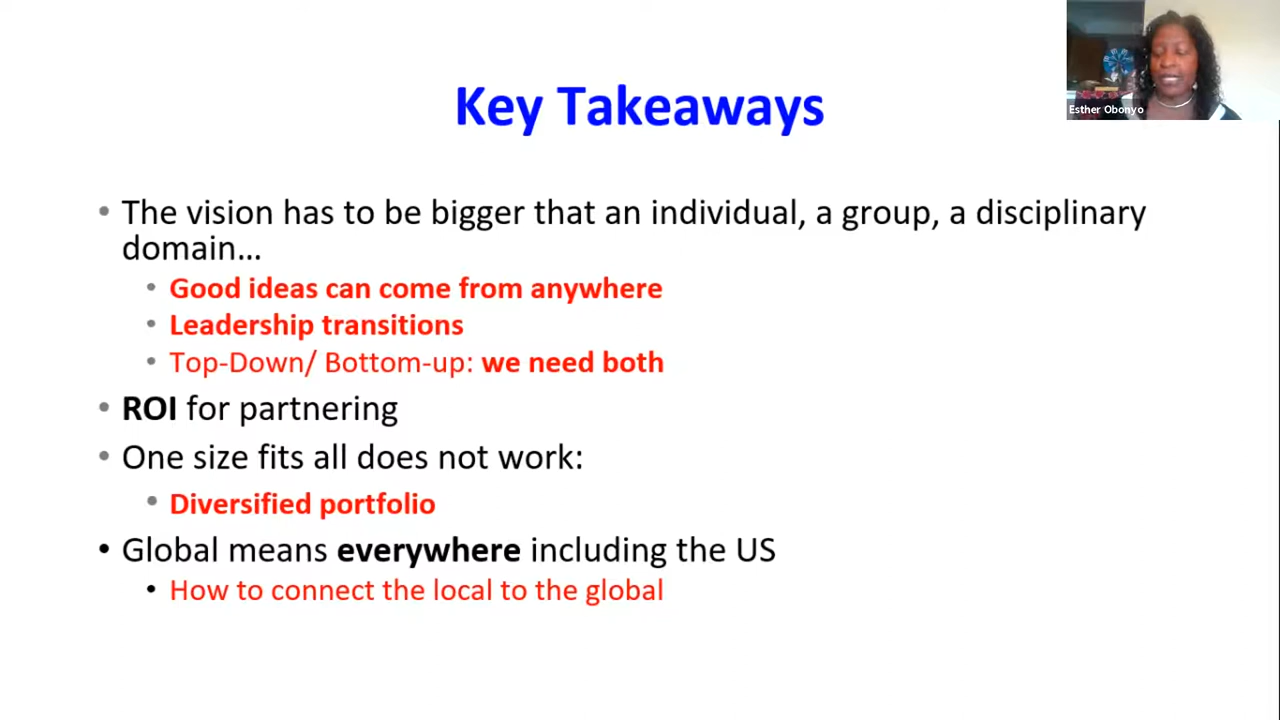 Esther Obonyo
Key Takeaways
• The vision has to be bigger that an individual, a group, a disciplinary
domain...
• Good ideas can come from anywhere
• Leadership transitions
• Top-Down/ Bottom-up: we need both
• ROI for partnering
• One size fits all does not work:
• Diversified portfolio
• Global means everywhere including the US
• How to connect the local to the global